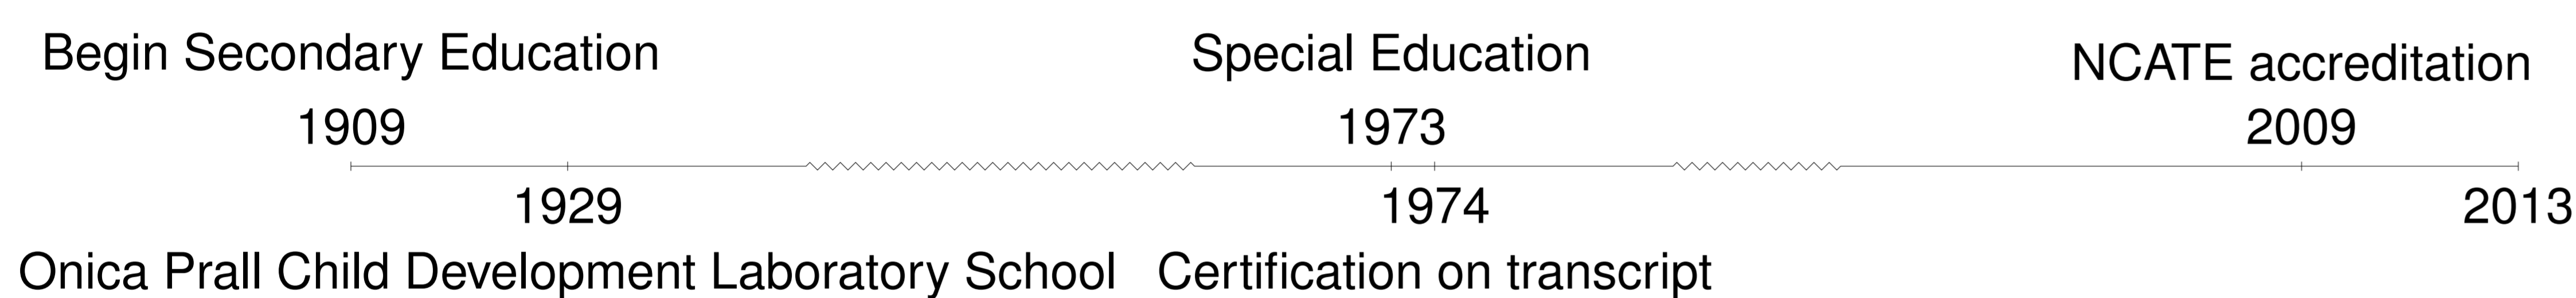 Begin Secondary Education
1909
Special Education
1973
NCATE accreditation
2009
1929
Onica Prall Child Development Laboratory School
1974
Certification on transcript
2013